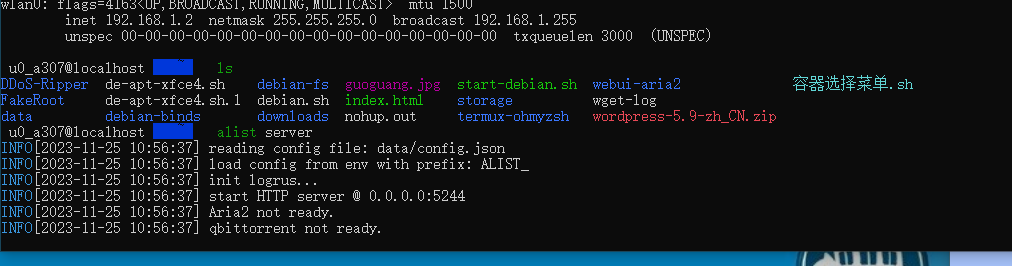 wlan0: flags=4163<UP,BROADCAST,RUNNING,MULTICAST>  mtu 1500
        inet 192.168.1.2  netmask 255.255.255.0  broadcast 192.168.1.255
        unspec 00-00-00-00-00-00-00-00-00-00-00-00-00-00-00-00  txqueuelen 3000  (UNSPEC)
u0_a307@localhost ls
DDoS-Ripper  de-apt-xfce4.sh  debian-fs  guoguang.jpg  start-debian.sh  webui-aria2  容器选择菜单.sh
FakeRoot  de-apt-xfce4.sh.1  debian.sh  index.html  storage  wget-log
data  debian-binds  downloads  nohup.out  termux-ohmyzsh  wordpress-5.9-zh_CN.zip
u0_a307@localhost alist server
INFO[2023-11-25 10:56:37] reading config file: data/config.json
INFO[2023-11-25 10:56:37] load config from env with prefix: ALIST_
INFO[2023-11-25 10:56:37] init logrus...
INFO[2023-11-25 10:56:37] start HTTP server @ 0.0.0.0:5244
INFO[2023-11-25 10:56:37] Aria2 not ready.
INFO[2023-11-25 10:56:37] qbittorrent not ready.